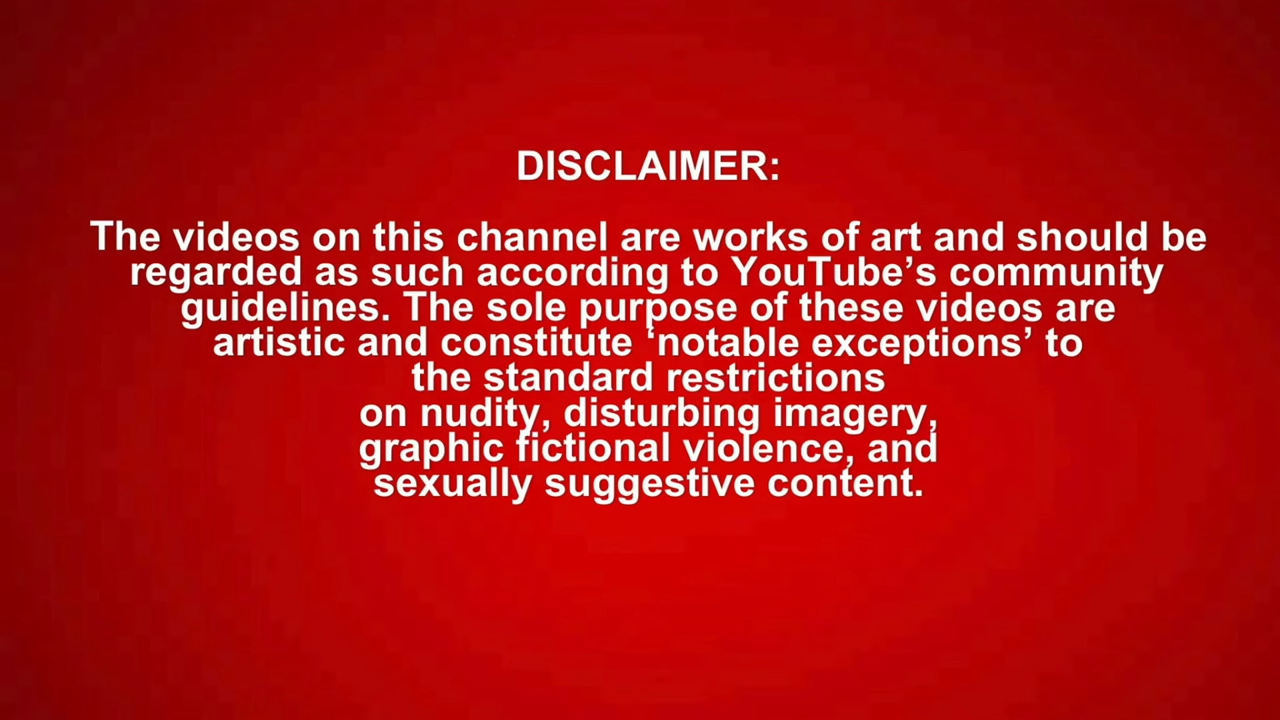 DISCLAIMER:
The videos on this channel are works of art and should be
regarded as such according to YouTube’s community
guidelines. The sole purpose of these videos are
artistic and constitute ‘notable exceptions’ to
the standard restrictions
on nudity, disturbing imagery,
graphic fictional violence, and
sexually suggestive content.